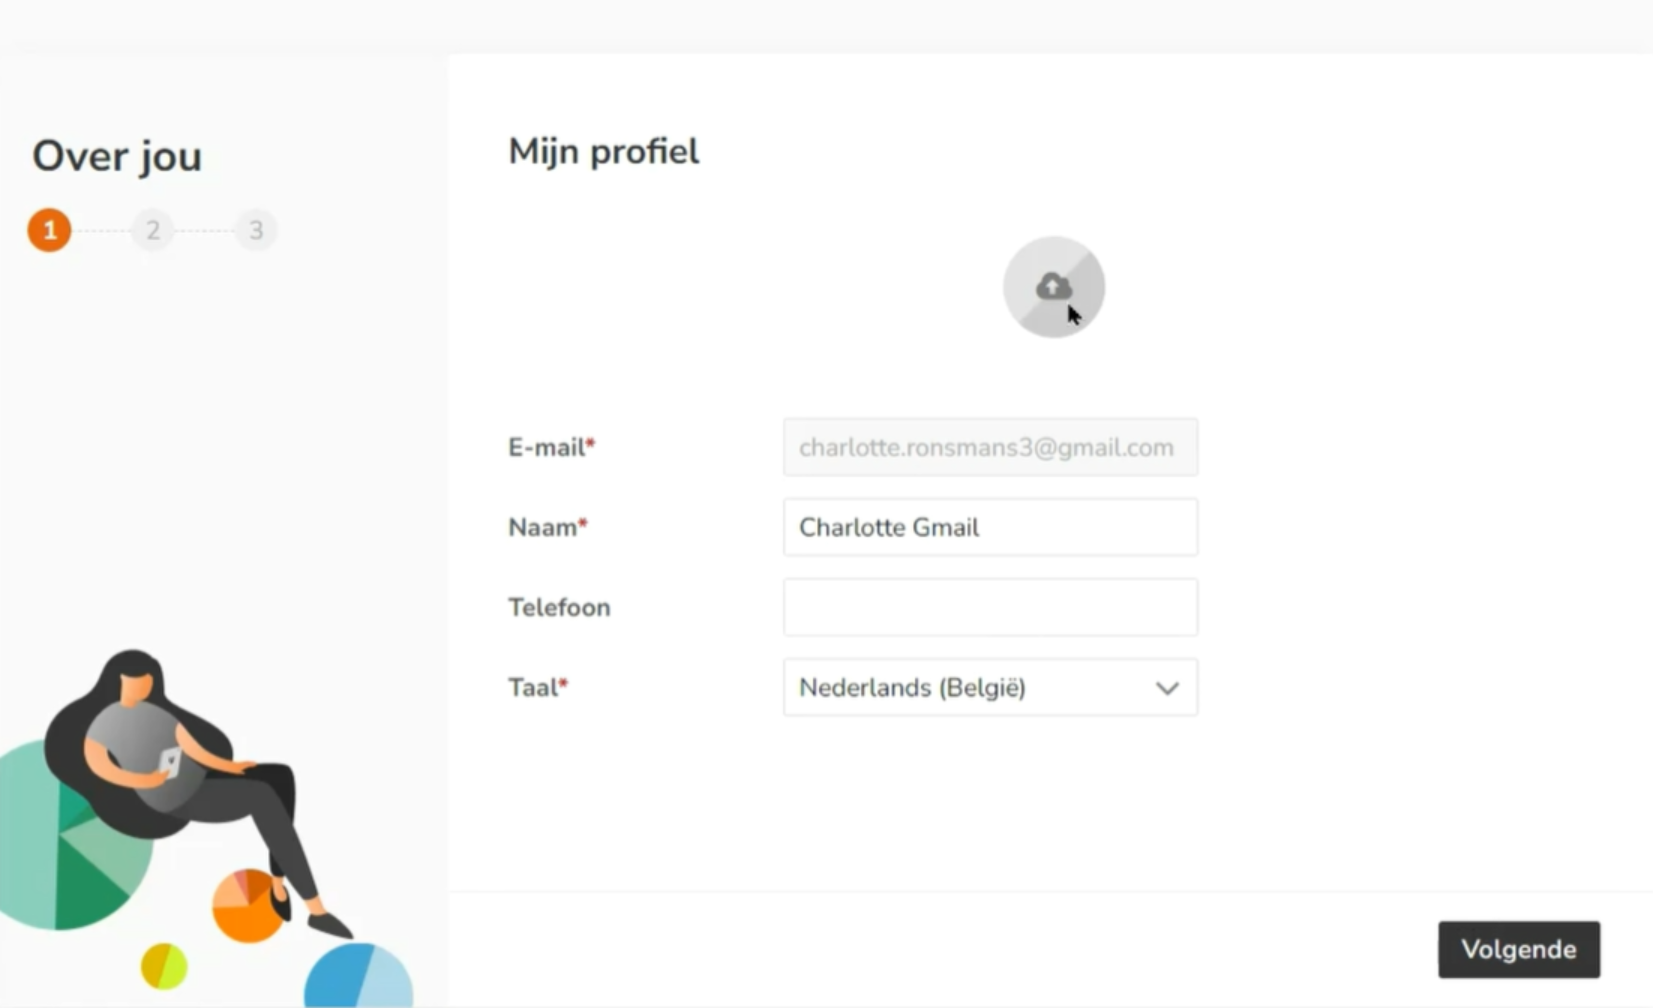 Over jou
1 2 3
Mijn profiel
E-mail* charlotte.ronsmans3@gmail.com
Naam* Charlotte Gmail
Telefoon
Taal* Nederlands (België)
Volgende